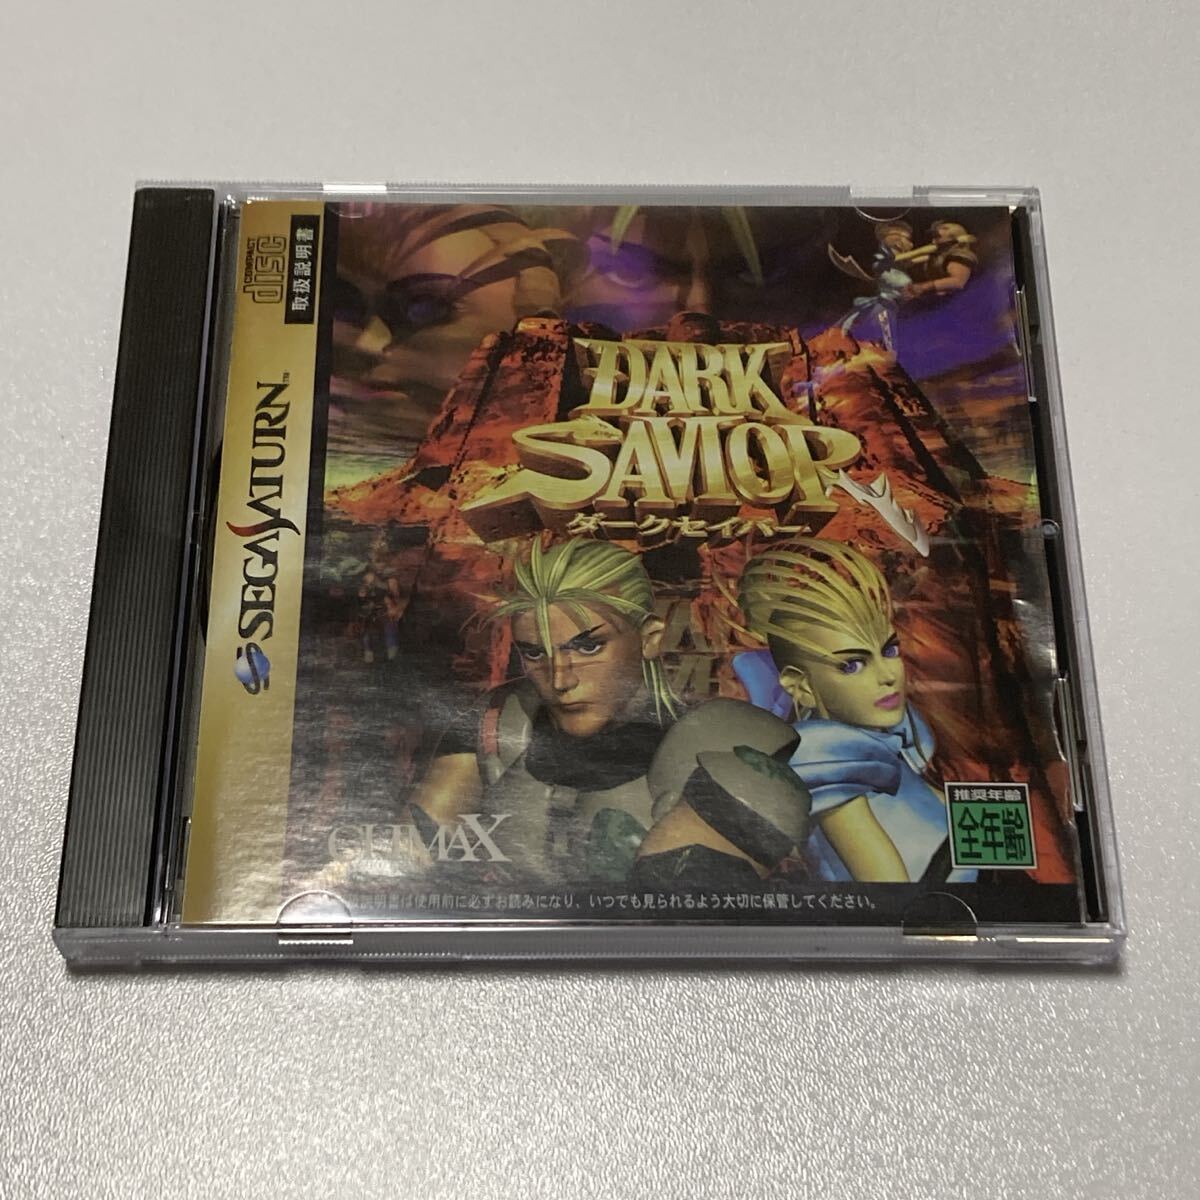 COMPACT
disc
取扱説明書
SEGA SATURN™
DARK
SAVIOR
ダークセイバー
CLIMAX
推奨年齢
全年齢
取扱説明書は使用前に必ずお読みになり、いつでも見られるよう大切に保管してください。